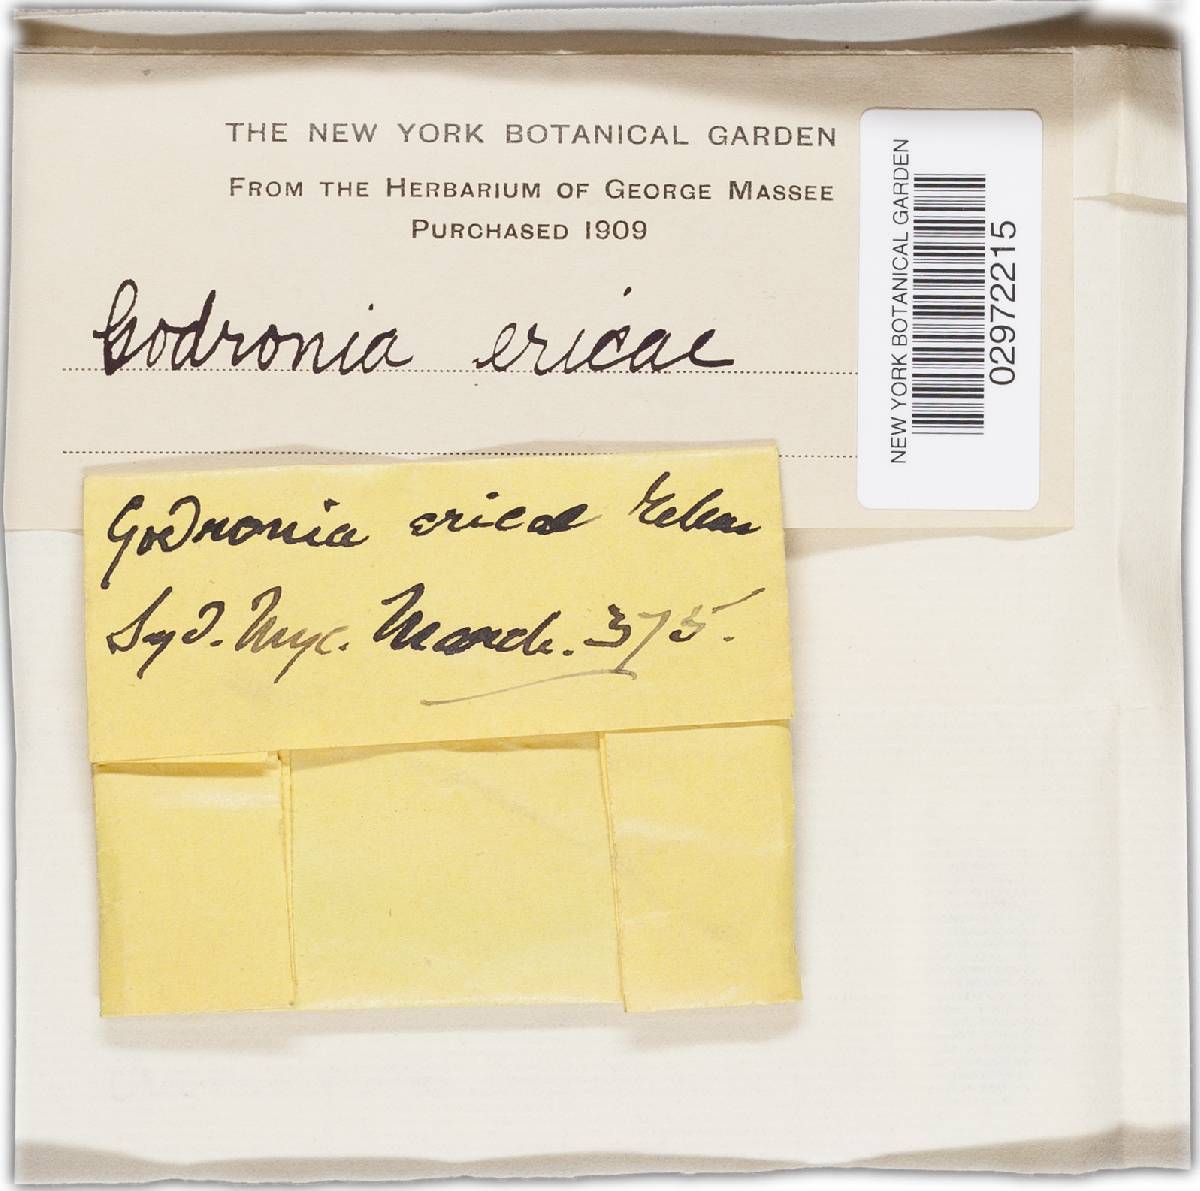 THE NEW YORK BOTANICAL GARDEN
FROM THE HERBARIUM OF GEORGE MASSEE
PURCHASED 1909
Godronia ericae
NEW YORK BOTANICAL GARDEN
02972215
Godronia ericae
Syd. Myc. March. 375.